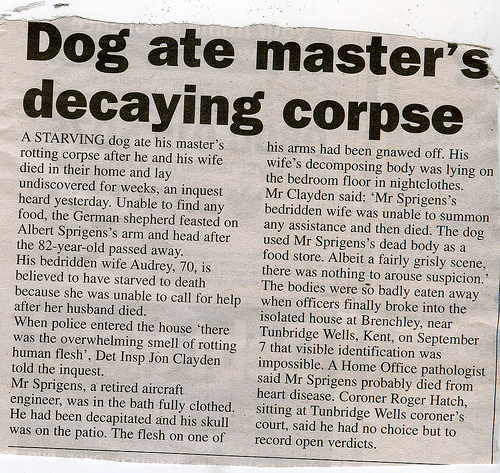 Dog ate master's
decaying corpse
A STARVING dog ate his master's
rotting corpse after he and his wife
died in their home and lay
undiscovered for weeks, an inquest
heard yesterday. Unable to find any
food, the German shepherd feasted on
Albert Sprigens's arm and head after
the 82-year-old passed away.
His bedridden wife Audrey, 70, is
believed to have starved to death
because she was unable to call for help
after her husband died.
When police entered the house 'there
was the overwhelming smell of rotting
human flesh', Det Insp Jon Clayden
told the inquest.
Mr Sprigens, a retired aircraft
engineer, was in the bath fully clothed.
He had been decapitated and his skull
was on the patio. The flesh on one of
his arms had been gnawed off. His
wife's decomposing body was lying on
the bedroom floor in nightclothes.
Mr Clayden said: 'Mr Sprigens's
bedridden wife was unable to summon
any assistance and then died. The dog
used Mr Sprigens's dead body as a
food store. Albeit a fairly grisly scene,
there was nothing to arouse suspicion.'
The bodies were so badly eaten away
when officers finally broke into the
isolated house at Brenchley, near
Tunbridge Wells, Kent, on September
7 that visible identification was
impossible. A Home Office pathologist
said Mr Sprigens probably died from
heart disease. Coroner Roger Hatch,
sitting at Tunbridge Wells coroner's
court, said he had no choice but to
record open verdicts.